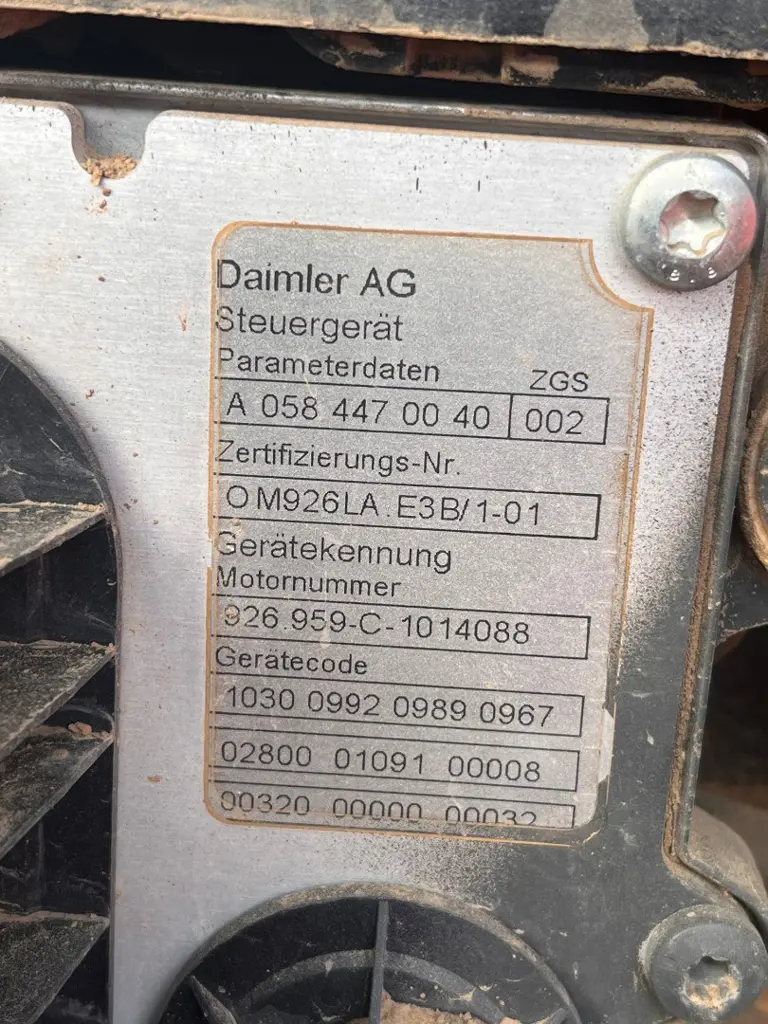 Daimler AG
Steuergerät
Parameterdaten ZGS
A 058 447 00 40 002
Zertifizierungs-Nr.
OM926LA.E3B/1-01
Gerätekennung
Motornummer
926.959-C-1014088
Gerätecode
1030 0992 0989 0967
02800 01091 00008
00320 00000 00032